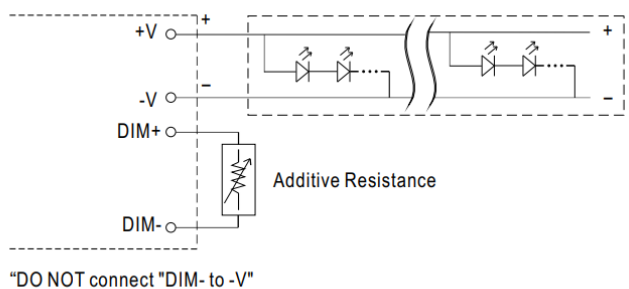 +V
+
+
-V
−
−
DIM+
Additive Resistance
DIM-
“DO NOT connect "DIM- to -V"